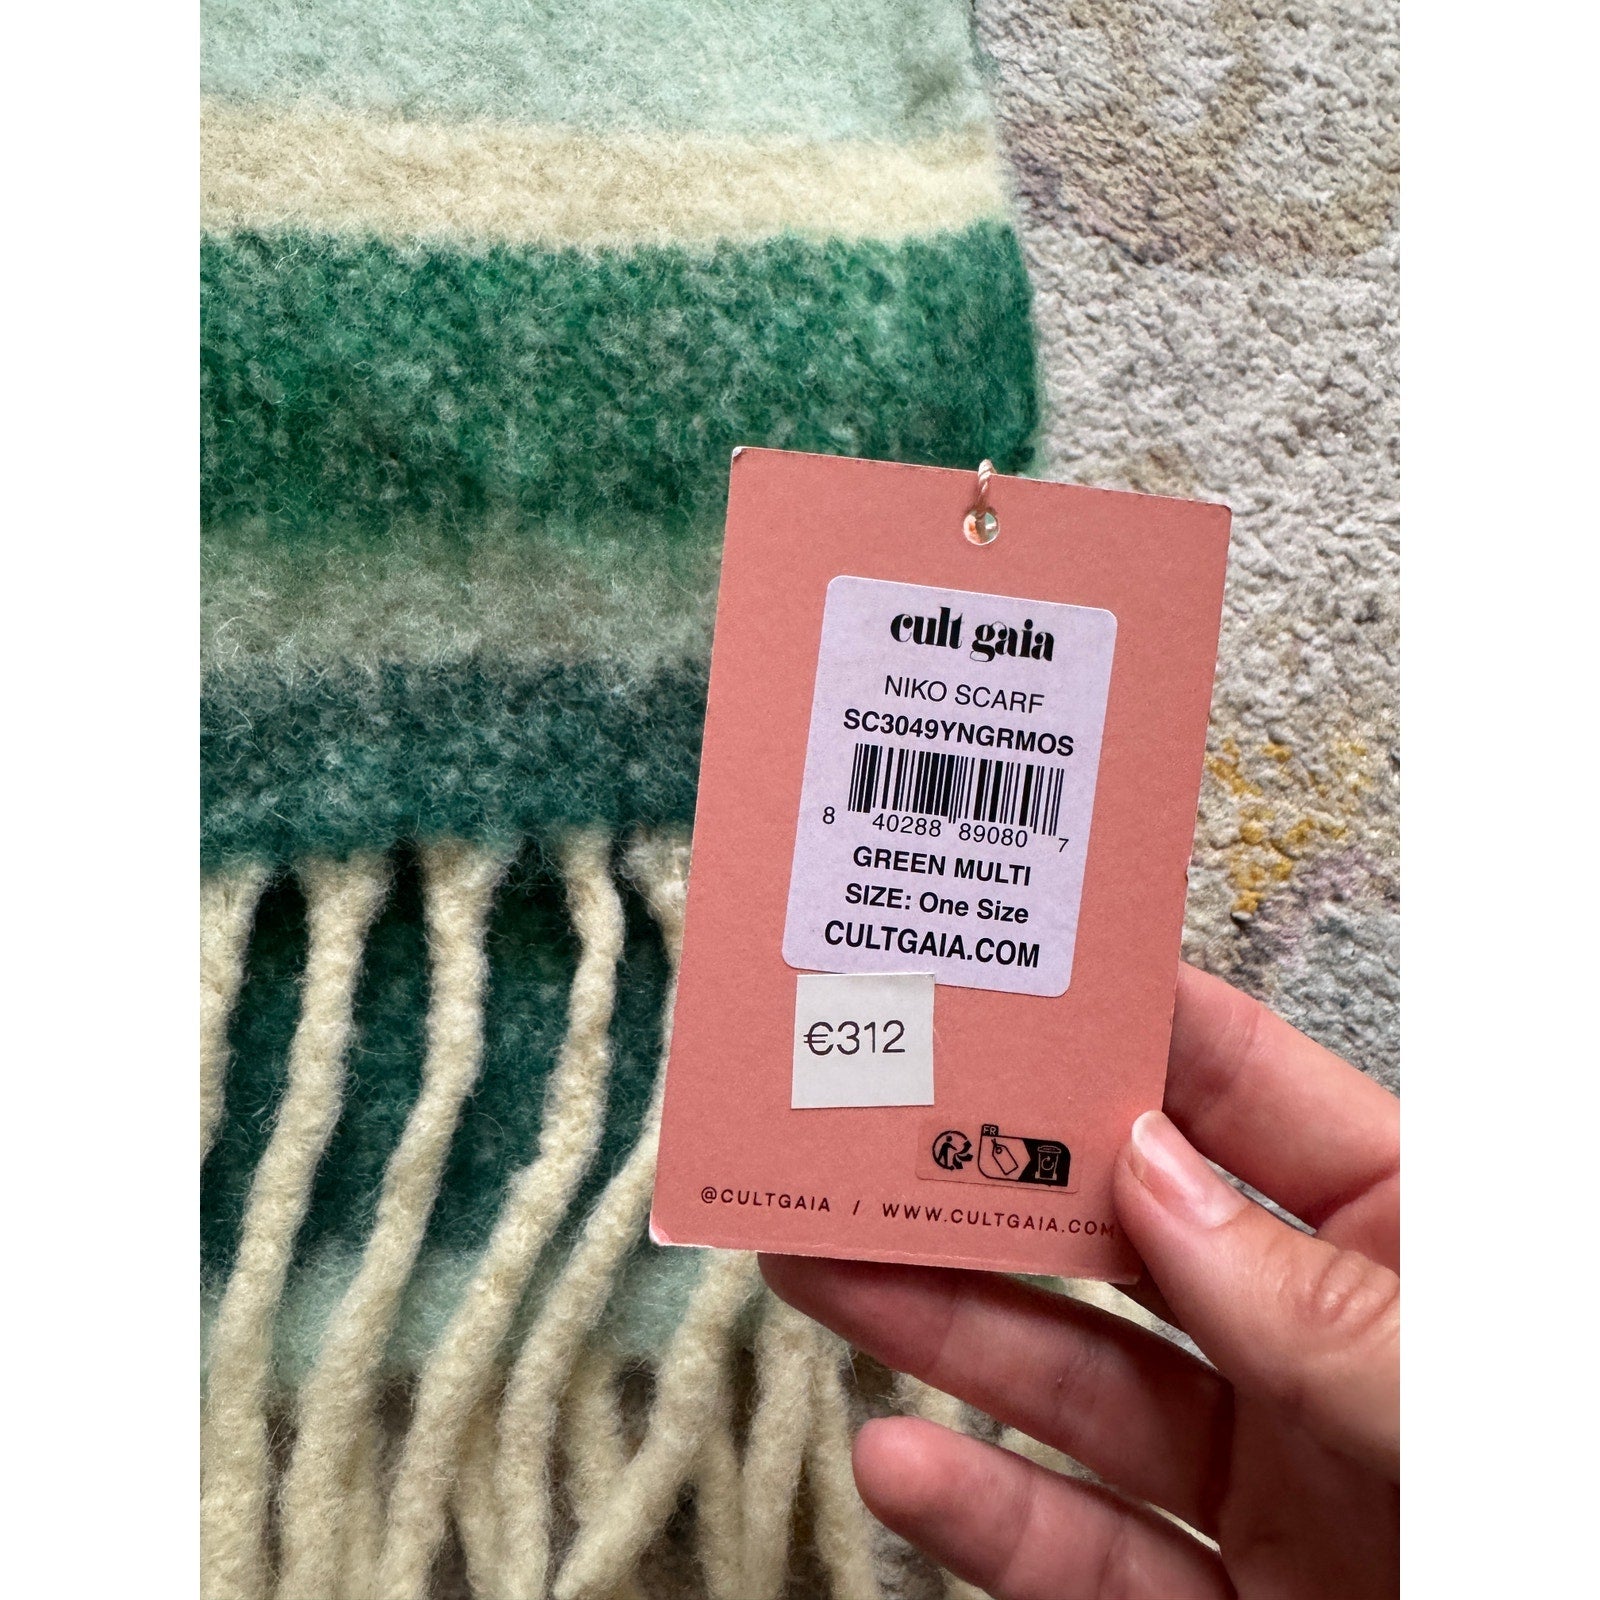 cult gaia
NIKO SCARF
SC3049YNGRMOS
8 40288 89080 7
GREEN MULTI
SIZE: One Size
CULTGAIA.COM
€312
FR
@CULTGAIA / WWW.CULTGAIA.COM